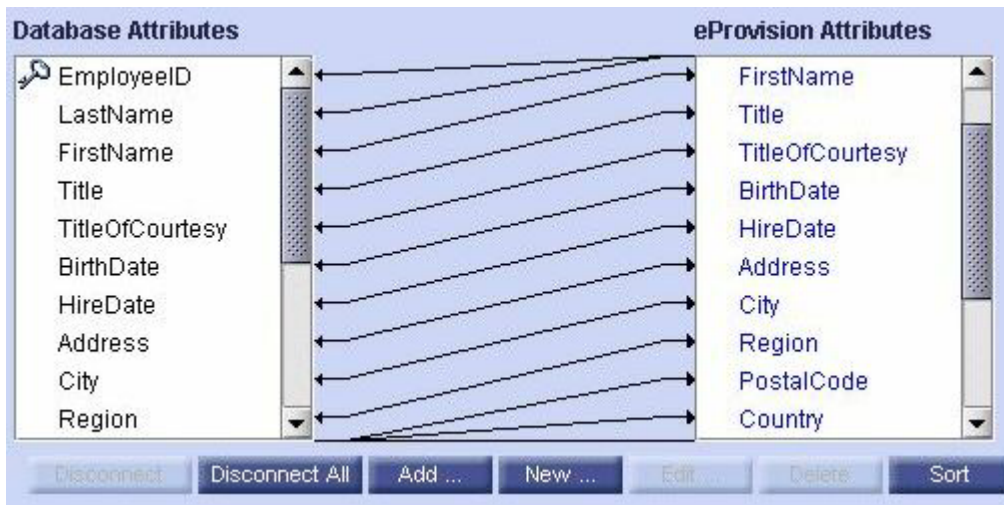 Database Attributes
eProvision Attributes
EmployeeID
LastName
FirstName
Title
TitleOfCourtesy
BirthDate
HireDate
Address
City
Region
FirstName
Title
TitleOfCourtesy
BirthDate
HireDate
Address
City
Region
PostalCode
Country
Disconnect
Disconnect All
Add ...
New ...
Edit ...
Delete
Sort